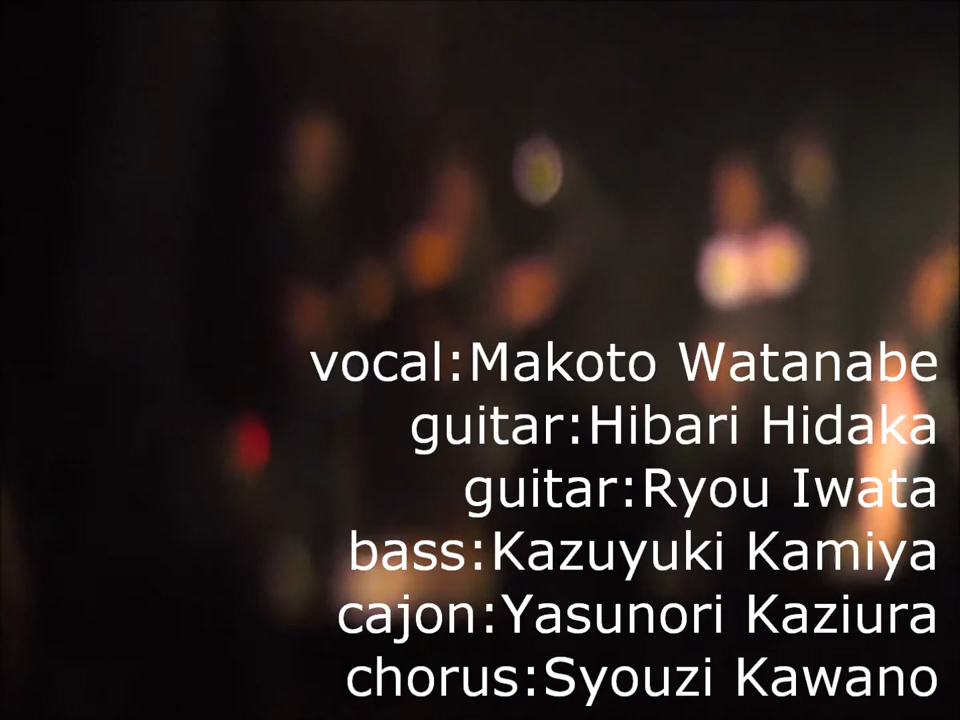 vocal:Makoto Watanabe
guitar:Hibari Hidaka
guitar:Ryou Iwata
bass:Kazuyuki Kamiya
cajon:Yasunori Kaziura
chorus:Syouzi Kawano